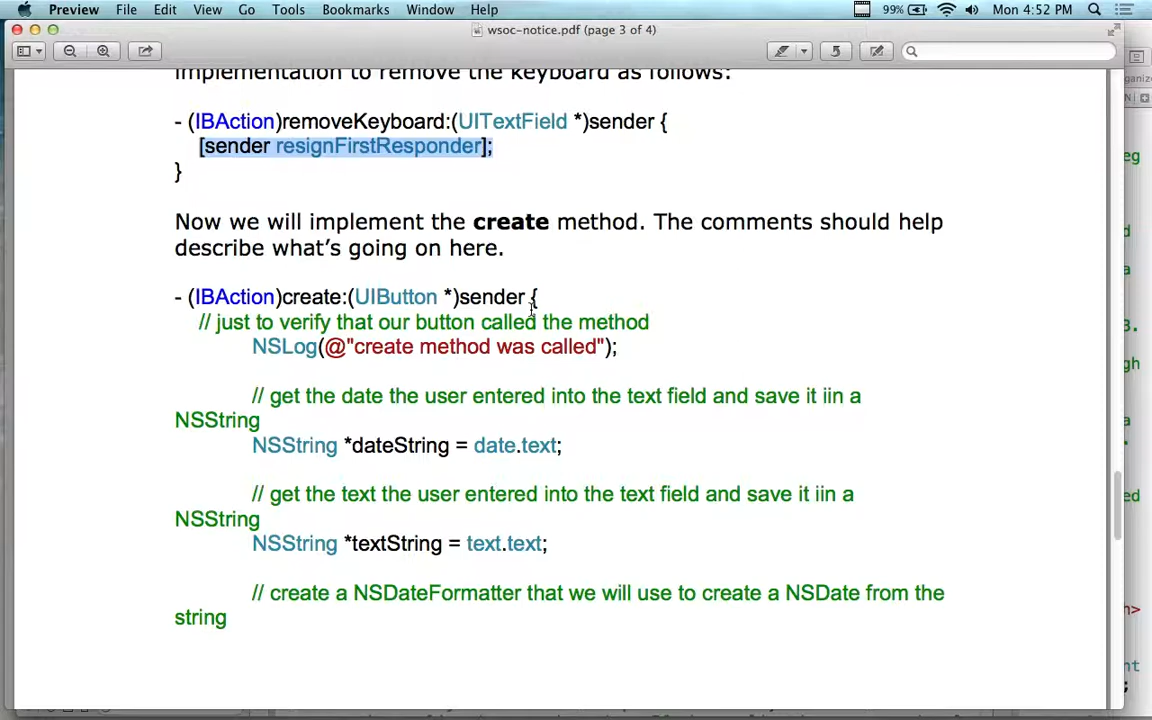 Preview File Edit View Go Tools Bookmarks Window Help 99% Mon 4:52 PM
wsoc-notice.pdf (page 3 of 4)
implementation to remove the keyboard as follows:
- (IBAction)removeKeyboard:(UITextField *)sender {
[sender resignFirstResponder];
}
Now we will implement the create method. The comments should help
describe what’s going on here.
- (IBAction)create:(UIButton *)sender {
// just to verify that our button called the method
NSLog(@"create method was called");
// get the date the user entered into the text field and save it iin a
NSString
NSString *dateString = date.text;
// get the text the user entered into the text field and save it iin a
NSString
NSString *textString = text.text;
// create a NSDateFormatter that we will use to create a NSDate from the
string